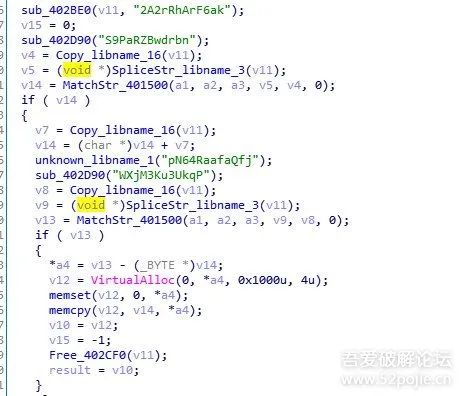 sub_402BE0(v11, "2A2rRhArF6ak");
v15 = 0;
sub_402D90("S9PaRZBwdrbn");
v4 = Copy_libname_16(v11);
v5 = (void *)SpliceStr_libname_3(v11);
v14 = MatchStr_401500(a1, a2, a3, v5, v4, 0);
if ( v14 )
{
v7 = Copy_libname_16(v11);
v14 = (char *)v14 + v7;
unknown_libname_1("pN64RaafaQfj");
sub_402D90("WXjM3Ku3UkqP");
v8 = Copy_libname_16(v11);
v9 = (void *)SpliceStr_libname_3(v11);
v13 = MatchStr_401500(a1, a2, a3, v9, v8, 0);
if ( v13 )
{
*a4 = v13 - (_BYTE *)v14;
v12 = VirtualAlloc(0, *a4, 0x1000u, 4u);
memset(v12, 0, *a4);
memcpy(v12, v14, *a4);
v10 = v12;
v15 = -1;
Free_402CF0(v11);
result = v10;
}
吾爱破解论坛
www.52pojie.cn